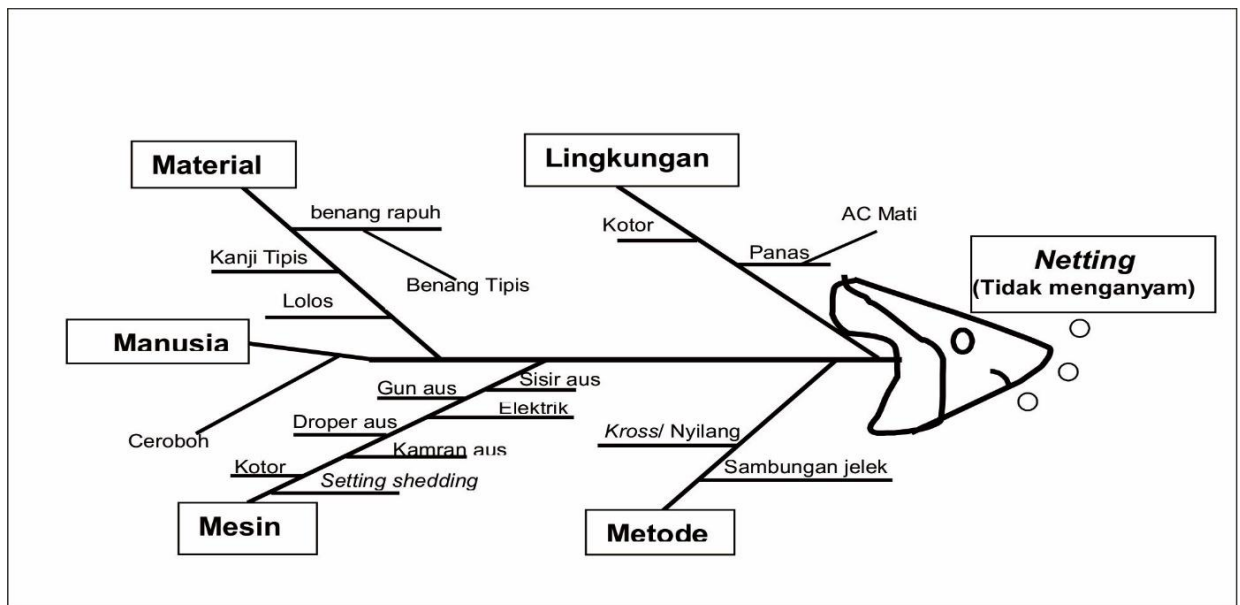 Material
Lingkungan
benang rapuh
Kotor
AC Mati
Kanji Tipis
Panas
Benang Tipis
Netting
(Tidak menganyam)
Lolos
Manusia
Sisir aus
Gun aus
Elektrik
Droper aus
Kross/ Nyilang
Ceroboh
Kamran aus
Kotor
Sambungan jelek
Setting shedding
Mesin
Metode